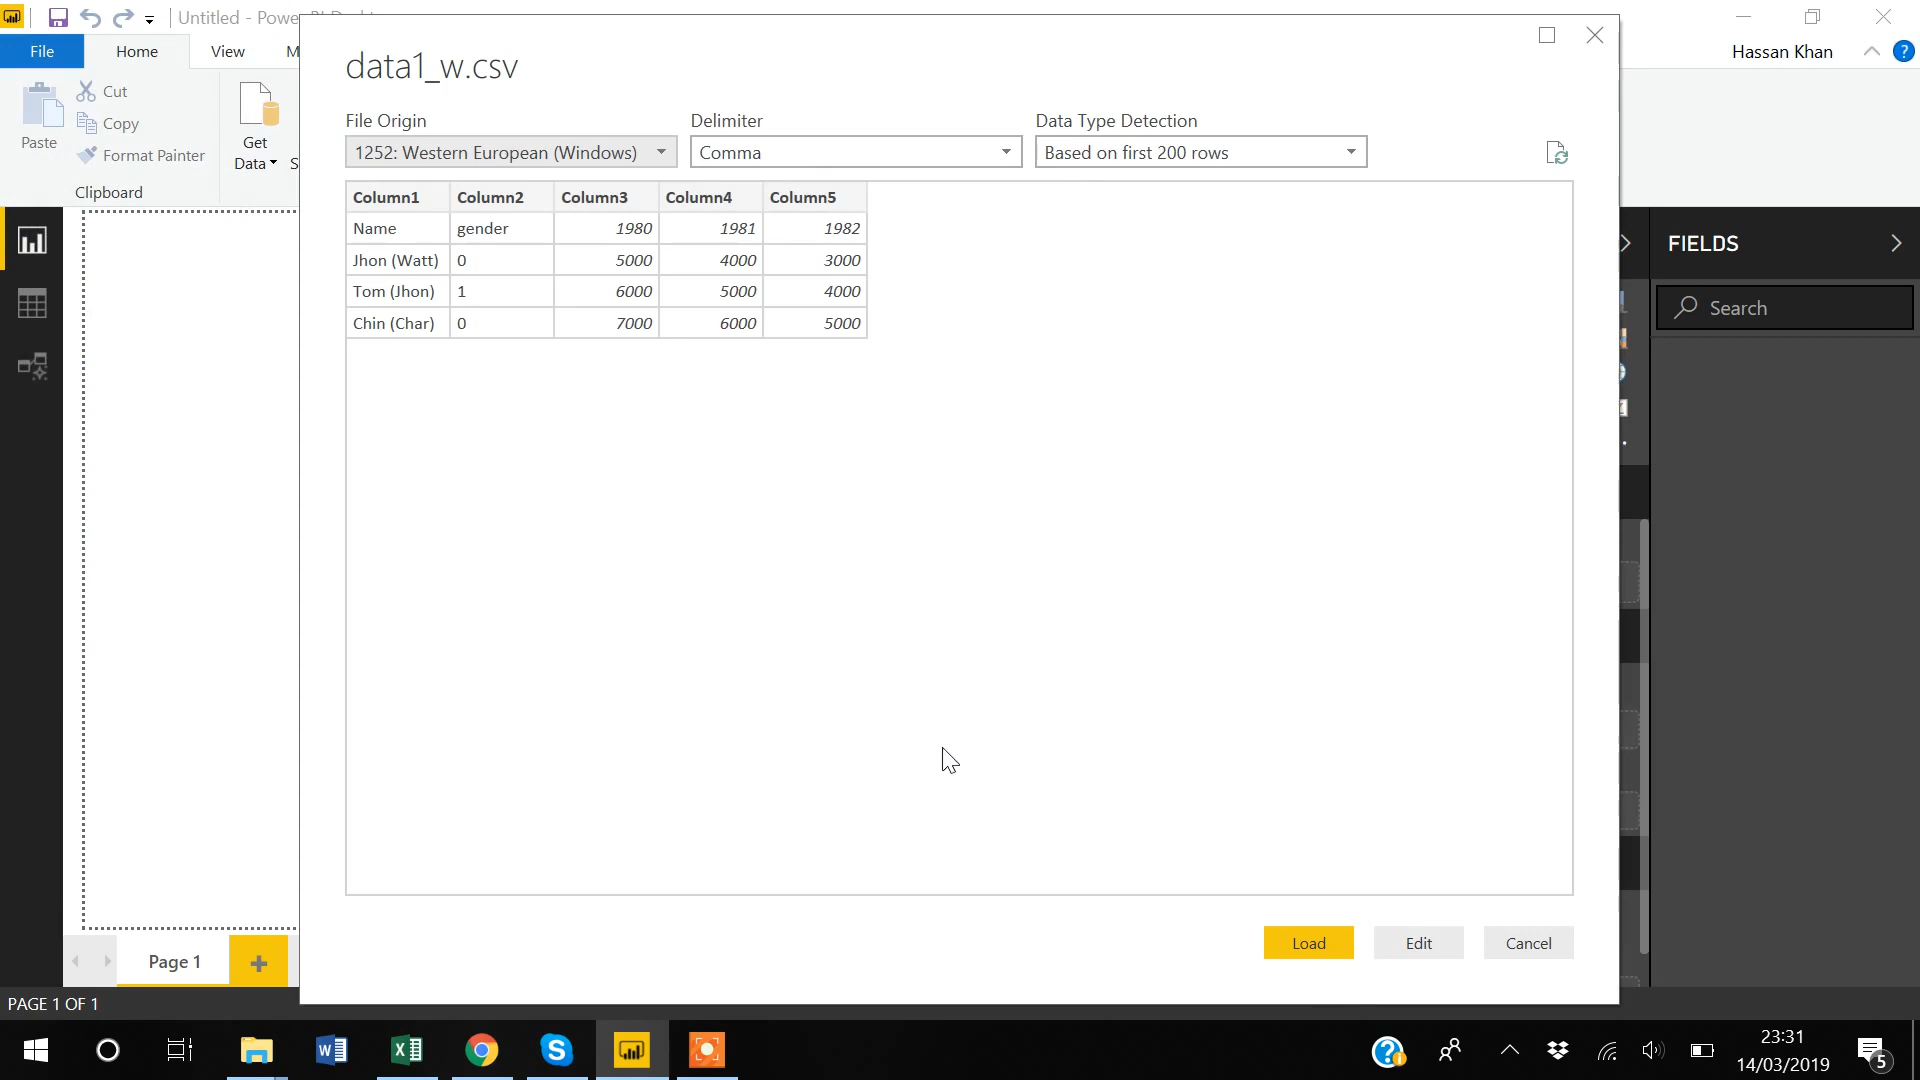 Untitled - Power BI Desktop
File Home View M
Hassan Khan ?
Cut
Copy
Format Painter
Paste
Get
Data
S
Clipboard
data1_w.csv
File Origin Delimiter Data Type Detection
1252: Western European (Windows) Comma Based on first 200 rows
Column1 Column2 Column3 Column4 Column5
Name gender 1980 1981 1982
Jhon (Watt) 0 5000 4000 3000
Tom (Jhon) 1 6000 5000 4000
Chin (Char) 0 7000 6000 5000
Load Edit Cancel
FIELDS
Search
Page 1
PAGE 1 OF 1
23:31
14/03/2019
5